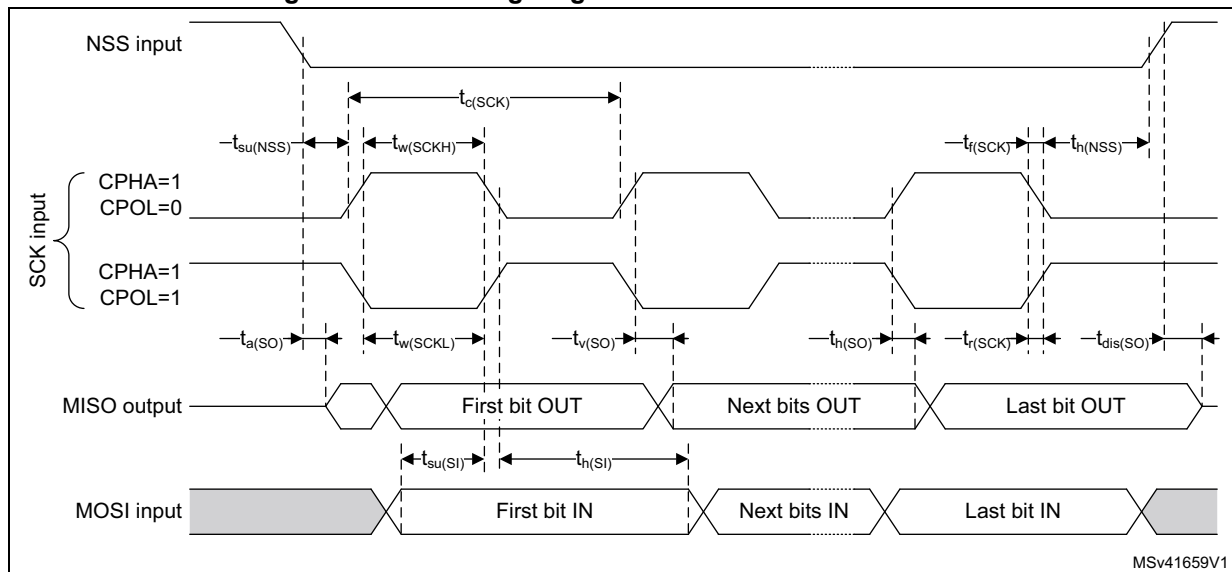 NSS input
tc(SCK)
tsu(NSS) tw(SCKH) tf(SCK) th(NSS)
SCK input
CPHA=1
CPOL=0
CPHA=1
CPOL=1
ta(SO) tw(SCKL) tv(SO) th(SO) tr(SCK) tdis(SO)
MISO output First bit OUT Next bits OUT Last bit OUT
tsu(SI) th(SI)
MOSI input First bit IN Next bits IN Last bit IN
MSv41659V1